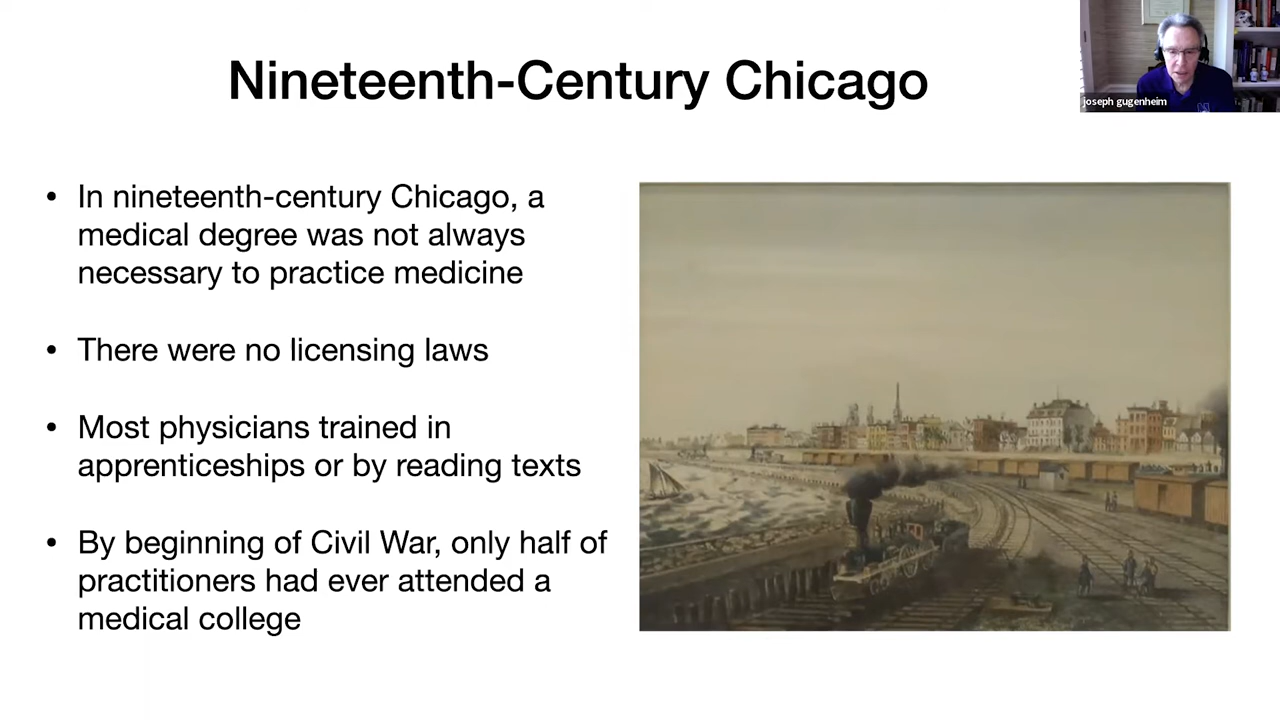 Nineteenth-Century Chicago
joseph gugenheim
• In nineteenth-century Chicago, a
medical degree was not always
necessary to practice medicine
• There were no licensing laws
• Most physicians trained in
apprenticeships or by reading texts
• By beginning of Civil War, only half of
practitioners had ever attended a
medical college